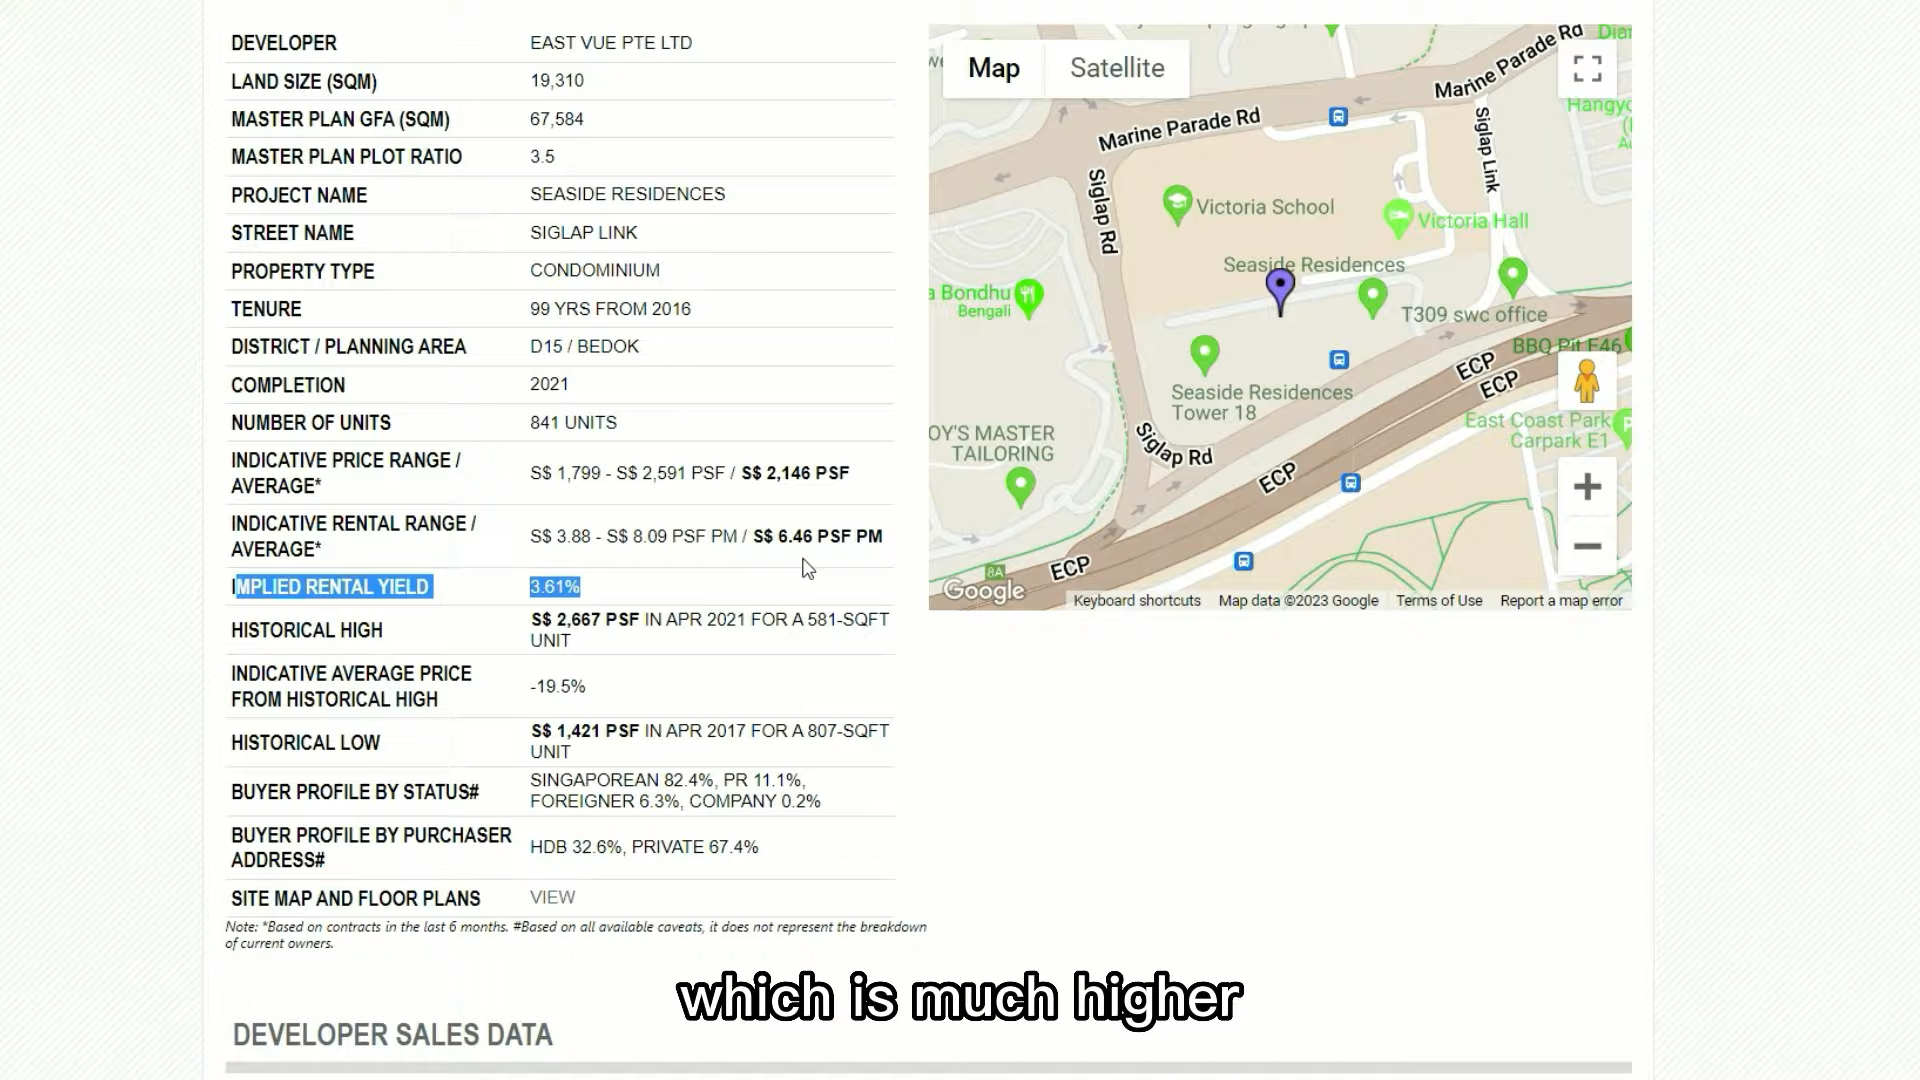 DEVELOPER EAST VUE PTE LTD
LAND SIZE (SQM) 19,310
MASTER PLAN GFA (SQM) 67,584
MASTER PLAN PLOT RATIO 3.5
PROJECT NAME SEASIDE RESIDENCES
STREET NAME SIGLAP LINK
PROPERTY TYPE CONDOMINIUM
TENURE 99 YRS FROM 2016
DISTRICT / PLANNING AREA D15 / BEDOK
COMPLETION 2021
NUMBER OF UNITS 841 UNITS
INDICATIVE PRICE RANGE /
AVERAGE*
S$ 1,799 - S$ 2,591 PSF / S$ 2,146 PSF
INDICATIVE RENTAL RANGE /
AVERAGE*
S$ 3.88 - S$ 8.09 PSF PM / S$ 6.46 PSF PM
IMPLIED RENTAL YIELD 3.61%
HISTORICAL HIGH
S$ 2,667 PSF IN APR 2021 FOR A 581-SQFT
UNIT
INDICATIVE AVERAGE PRICE
FROM HISTORICAL HIGH
-19.5%
HISTORICAL LOW
S$ 1,421 PSF IN APR 2017 FOR A 807-SQFT
UNIT
BUYER PROFILE BY STATUS#
SINGAPOREAN 82.4%, PR 11.1%,
FOREIGNER 6.3%, COMPANY 0.2%
BUYER PROFILE BY PURCHASER
ADDRESS#
HDB 32.6%, PRIVATE 67.4%
SITE MAP AND FLOOR PLANS VIEW
Note: *Based on contracts in the last 6 months. #Based on all available caveats, it does not represent the breakdown
of current owners.
DEVELOPER SALES DATA
Map Satellite
Marine Parade Rd
Marine Parade Rd
Siglap Link
Siglap Rd
Victoria School
Victoria Hall
Seaside Residences
a Bondhu
Bengali
T309 swc office
BBQ Pit F46
ECP
ECP
Seaside Residences
Tower 18
East Coast Park
Carpark E1
OY'S MASTER
TAILORING
Siglap Rd
ECP
ECP
8A
Google
Keyboard shortcuts Map data ©2023 Google Terms of Use Report a map error
which is much higher